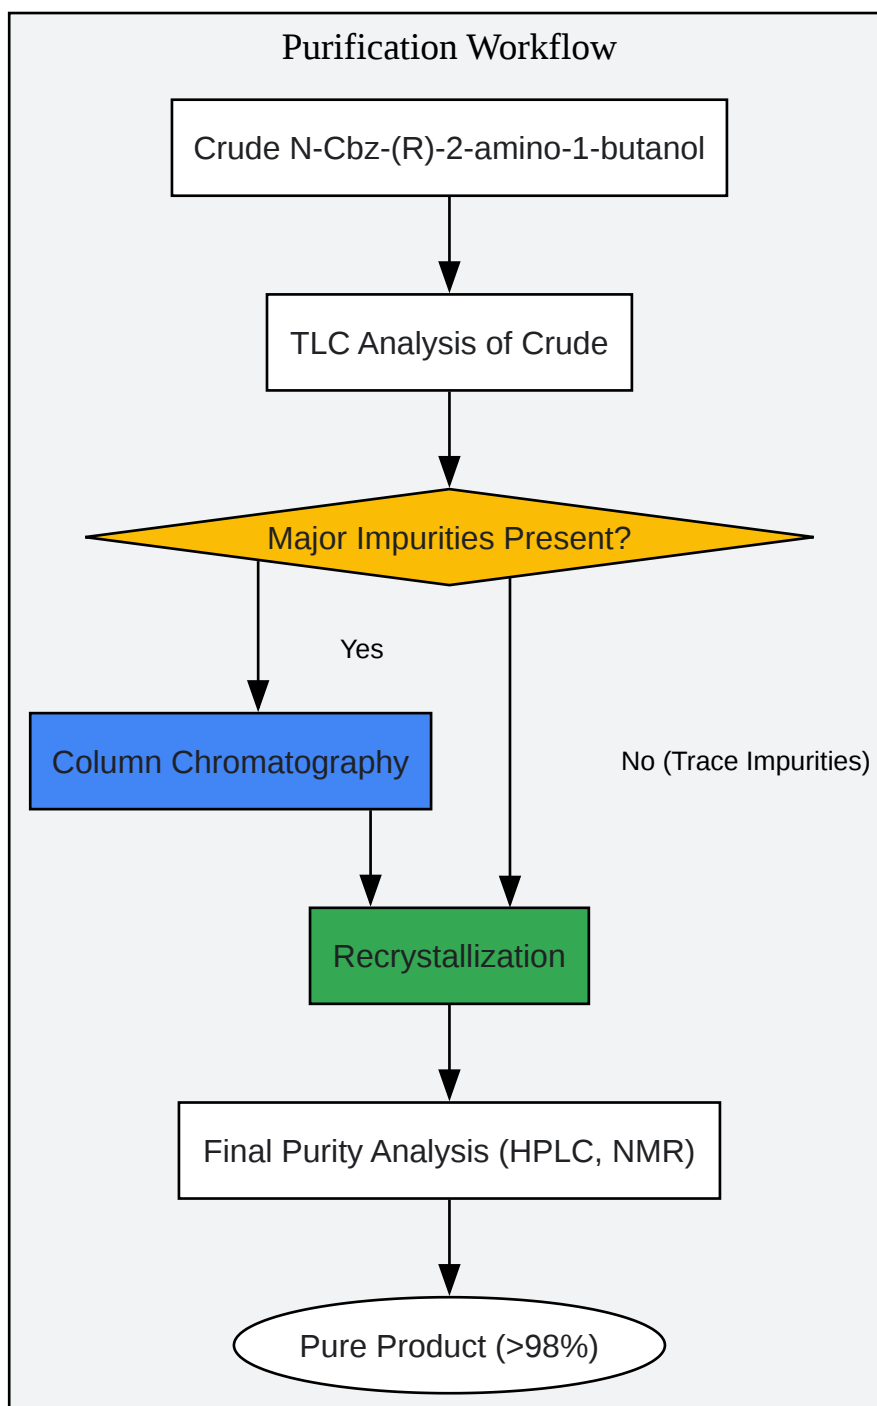 Purification Workflow
Crude N-Cbz-(R)-2-amino-1-butanol
TLC Analysis of Crude
Major Impurities Present?
Yes
Column Chromatography
No (Trace Impurities)
Recrystallization
Final Purity Analysis (HPLC, NMR)
Pure Product (>98%)